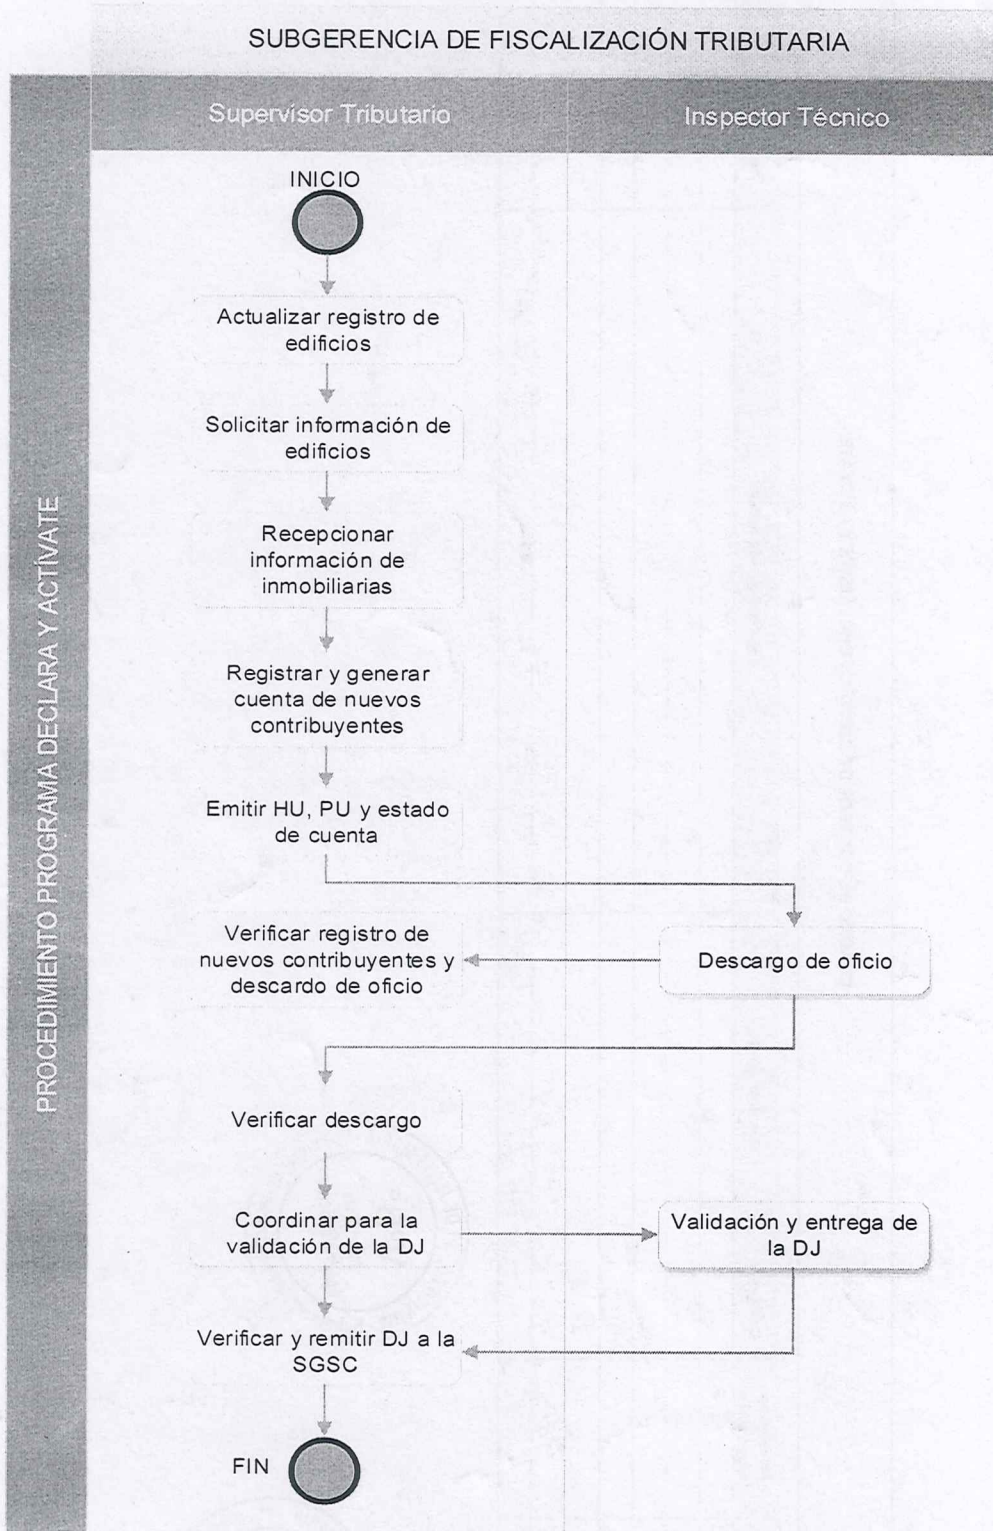 SUBGERENCIA DE FISCALIZACIÓN TRIBUTARIA
Supervisor Tributario
Inspector Técnico
PROCEDIMIENTO PROGRAMA DECLARA Y ACTÍVATE
INICIO
Actualizar registro de
edificios
Solicitar información de
edificios
Recepcionar
información de
inmobiliarias
Registrar y generar
cuenta de nuevos
contribuyentes
Emitir HU, PU y estado
de cuenta
Descargo de oficio
Verificar registro de
nuevos contribuyentes y
descardo de oficio
Verificar descargo
Coordinar para la
validación de la DJ
Validación y entrega de
la DJ
Verificar y remitir DJ a la
SGSC
FIN